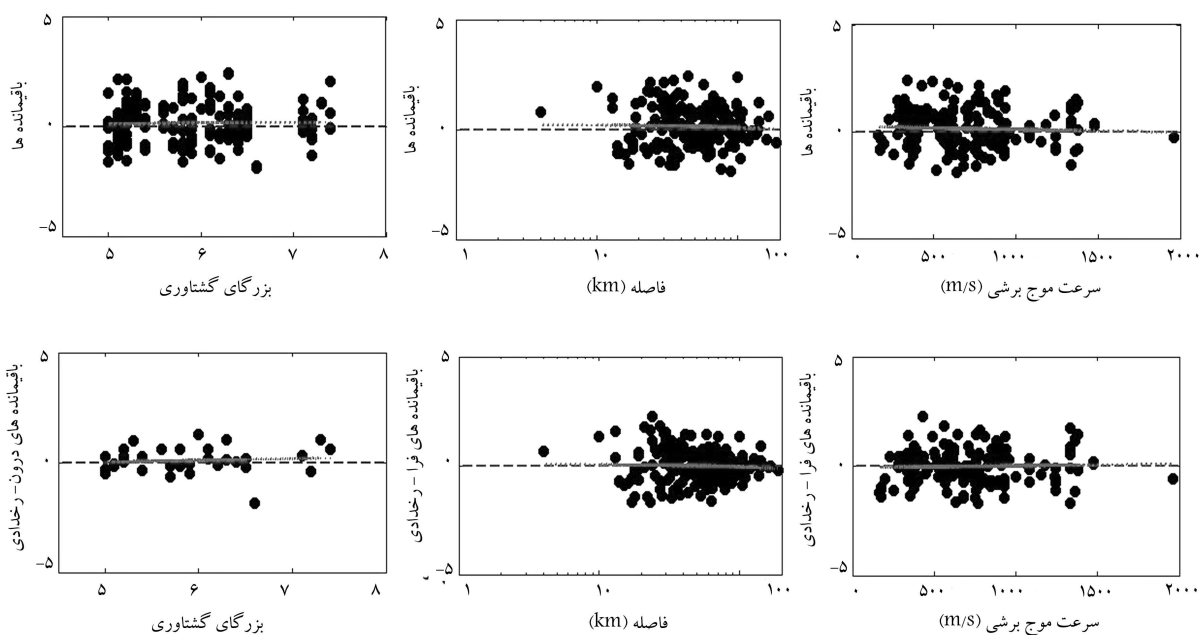 ۵
باقیمانده ها
۰
−۵
۵ ۶ ۷ ۸
بزرگای گشتاوری
۵
باقیمانده ها
۰
−۵
۱ ۱۰ ۱۰۰
فاصله (km)
۵
باقیمانده ها
۰
−۵
۰ ۵۰۰ ۱۰۰۰ ۱۵۰۰ ۲۰۰۰
سرعت موج برشی (m/s)
۵
باقیمانده های درون - رخدادی
۰
−۵
۵ ۶ ۷ ۸
بزرگای گشتاوری
۵
باقیمانده های فرا - رخدادی
۰
−۵
۱ ۱۰ ۱۰۰
فاصله (km)
۵
باقیمانده های فرا - رخدادی
۰
−۵
۰ ۵۰۰ ۱۰۰۰ ۱۵۰۰ ۲۰۰۰
سرعت موج برشی (m/s)